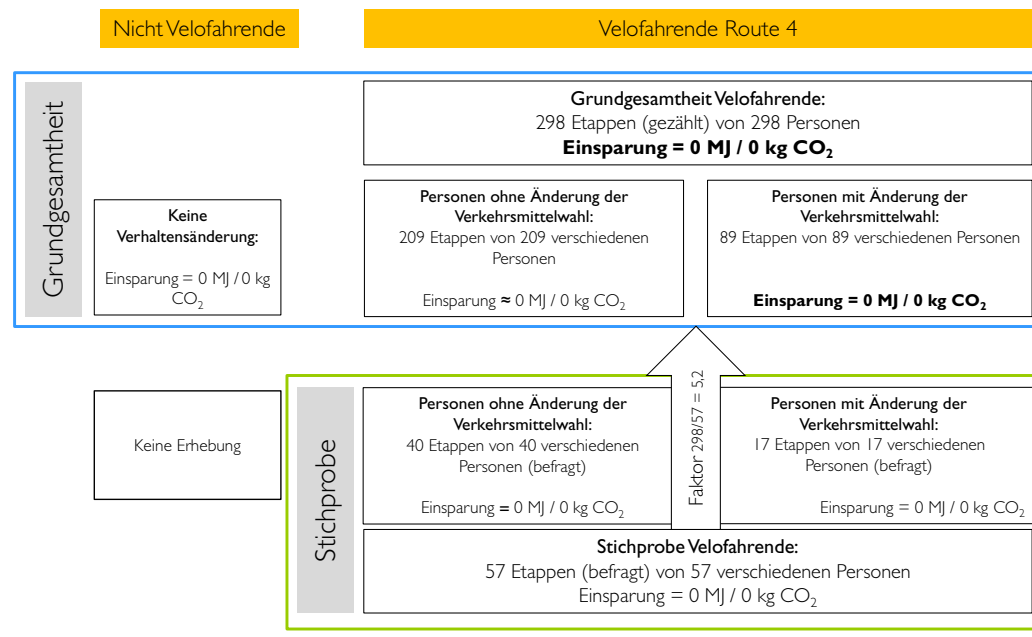 Nicht Velofahrende
Velofahrende Route 4
Grundgesamtheit
Grundgesamtheit Velofahrende:
298 Etappen (gezählt) von 298 Personen
Einsparung = 0 MJ / 0 kg CO₂
Keine
Verhaltensänderung:
Einsparung = 0 MJ / 0 kg
CO₂
Personen ohne Änderung der
Verkehrsmittelwahl:
209 Etappen von 209 verschiedenen
Personen
Einsparung ≈ 0 MJ / 0 kg CO₂
Personen mit Änderung der
Verkehrsmittelwahl:
89 Etappen von 89 verschiedenen Personen
Einsparung = 0 MJ / 0 kg CO₂
Keine Erhebung
Stichprobe
Personen ohne Änderung der
Verkehrsmittelwahl:
40 Etappen von 40 verschiedenen
Personen (befragt)
Einsparung = 0 MJ / 0 kg CO₂
Faktor 298/57 = 5,2
Personen mit Änderung der
Verkehrsmittelwahl:
17 Etappen von 17 verschiedenen
Personen (befragt)
Einsparung = 0 MJ / 0 kg CO₂
Stichprobe Velofahrende:
57 Etappen (befragt) von 57 verschiedenen Personen
Einsparung = 0 MJ / 0 kg CO₂